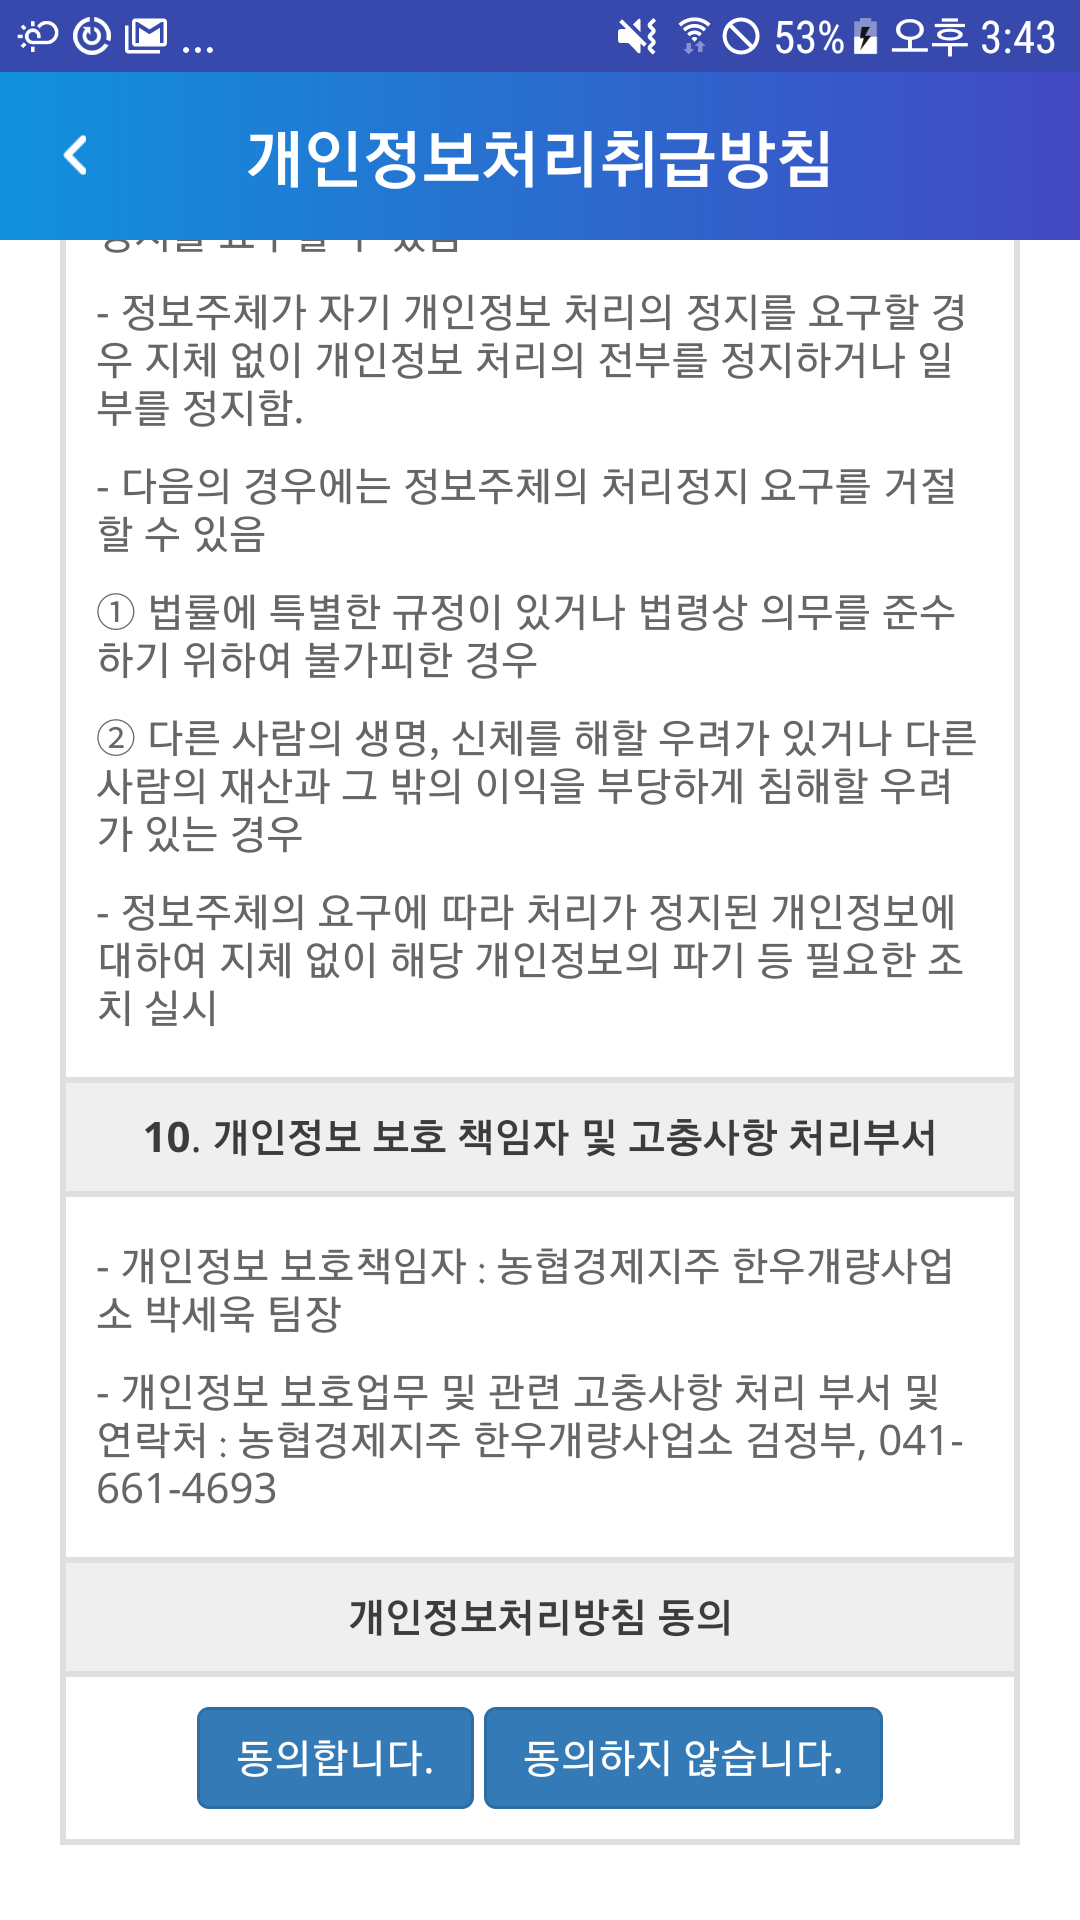 ... 53% 오후 3:43
개인정보처리취급방침
- 정보주체가 자기 개인정보 처리의 정지를 요구할 경
우 지체 없이 개인정보 처리의 전부를 정지하거나 일
부를 정지함.
- 다음의 경우에는 정보주체의 처리정지 요구를 거절
할 수 있음
① 법률에 특별한 규정이 있거나 법령상 의무를 준수
하기 위하여 불가피한 경우
② 다른 사람의 생명, 신체를 해할 우려가 있거나 다른
사람의 재산과 그 밖의 이익을 부당하게 침해할 우려
가 있는 경우
- 정보주체의 요구에 따라 처리가 정지된 개인정보에
대하여 지체 없이 해당 개인정보의 파기 등 필요한 조
치 실시
10. 개인정보 보호 책임자 및 고충사항 처리부서
- 개인정보 보호책임자 : 농협경제지주 한우개량사업
소 박세욱 팀장
- 개인정보 보호업무 및 관련 고충사항 처리 부서 및
연락처 : 농협경제지주 한우개량사업소 검정부, 041-
661-4693
개인정보처리방침 동의
동의합니다. 동의하지 않습니다.